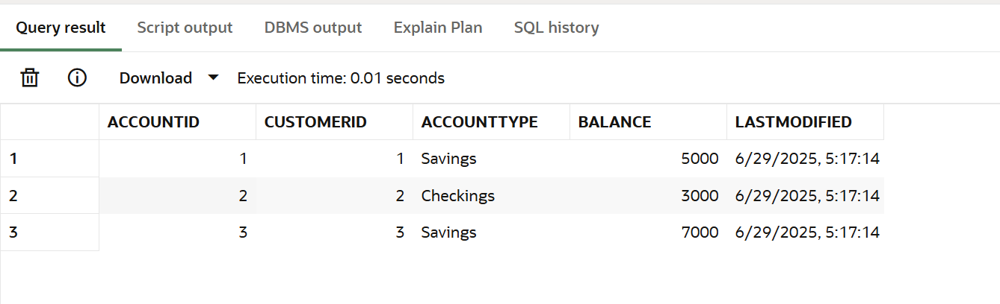 Query result Script output DBMS output Explain Plan SQL history
Download Execution time: 0.01 seconds
ACCOUNTID CUSTOMERID ACCOUNTTYPE BALANCE LASTMODIFIED
1 1 1 Savings 5000 6/29/2025, 5:17:14
2 2 2 Checkings 3000 6/29/2025, 5:17:14
3 3 3 Savings 7000 6/29/2025, 5:17:14